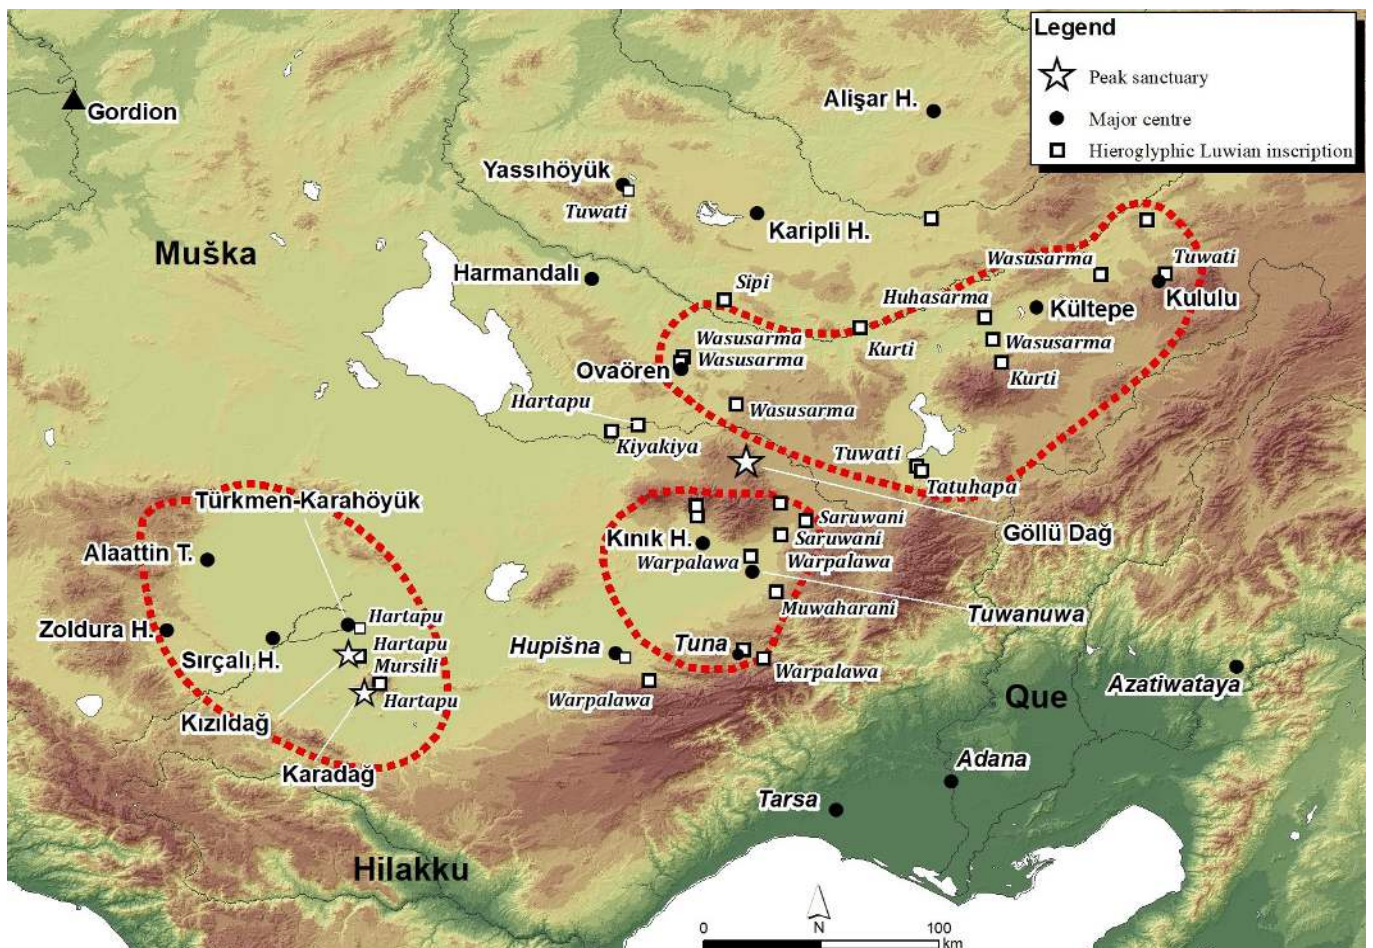 Legend
Peak sanctuary
Major centre
Hieroglyphic Luwian inscription
Gordion
Alişar H.
Yassıhöyük
Tuwati
Karipli H.
Muška
Harmandalı
Sipi
Wasusarma
Tuwati
Kululu
Huhasarma
Kültepe
Kurti
Wasusarma
Kurti
Wasusarma
Wasusarma
Ovaören
Hartapu
Wasusarma
Kiyakiya
Tuwati
Tatuhapa
Göllü Dağ
Türkmen-Karahöyük
Alaattin T.
Kınık H.
Saruwani
Saruwani
Warpalawa
Warpalawa
Muwaharani
Tuwanuwa
Zoldura H.
Sırçalı H.
Hartapu
Hartapu
Mursili
Hartapu
Hupišna
Tuna
Warpalawa
Warpalawa
Kızıldağ
Karadağ
Que
Azatiwataya
Adana
Tarsa
Hilakku
N
0 100
km